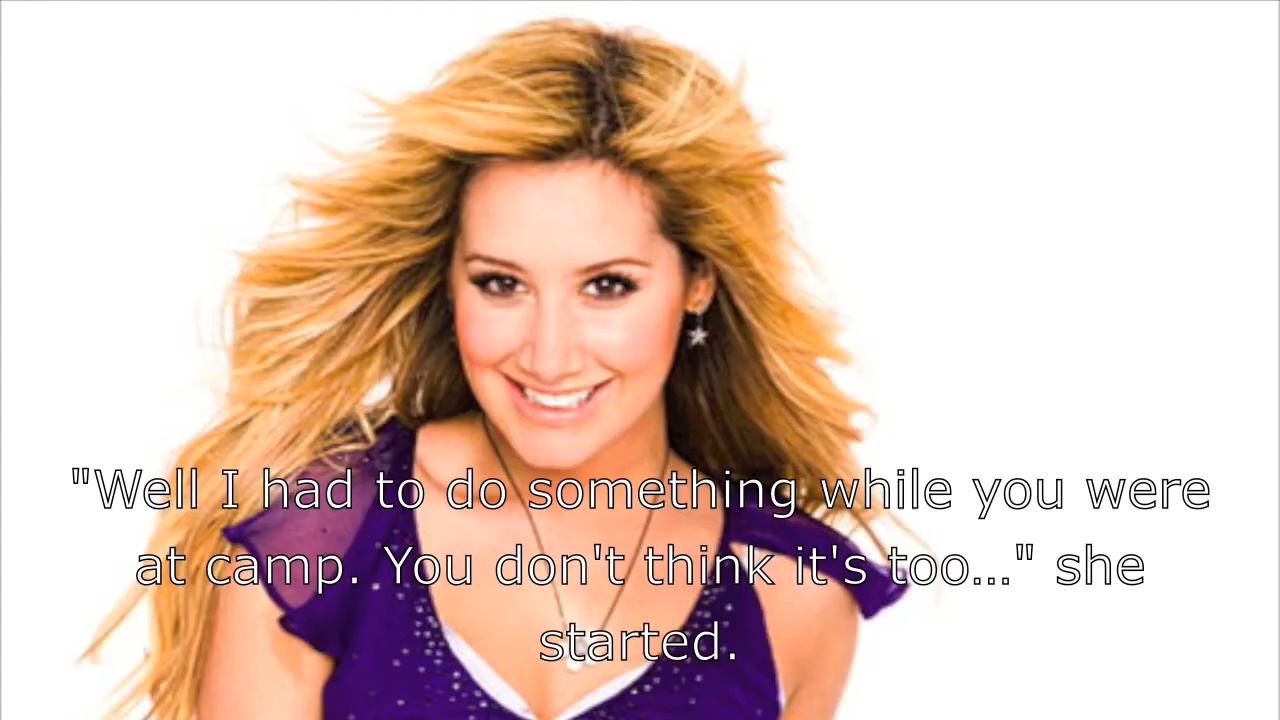 "Well I had to do something while you were
at camp. You don't think it's too..." she
started.